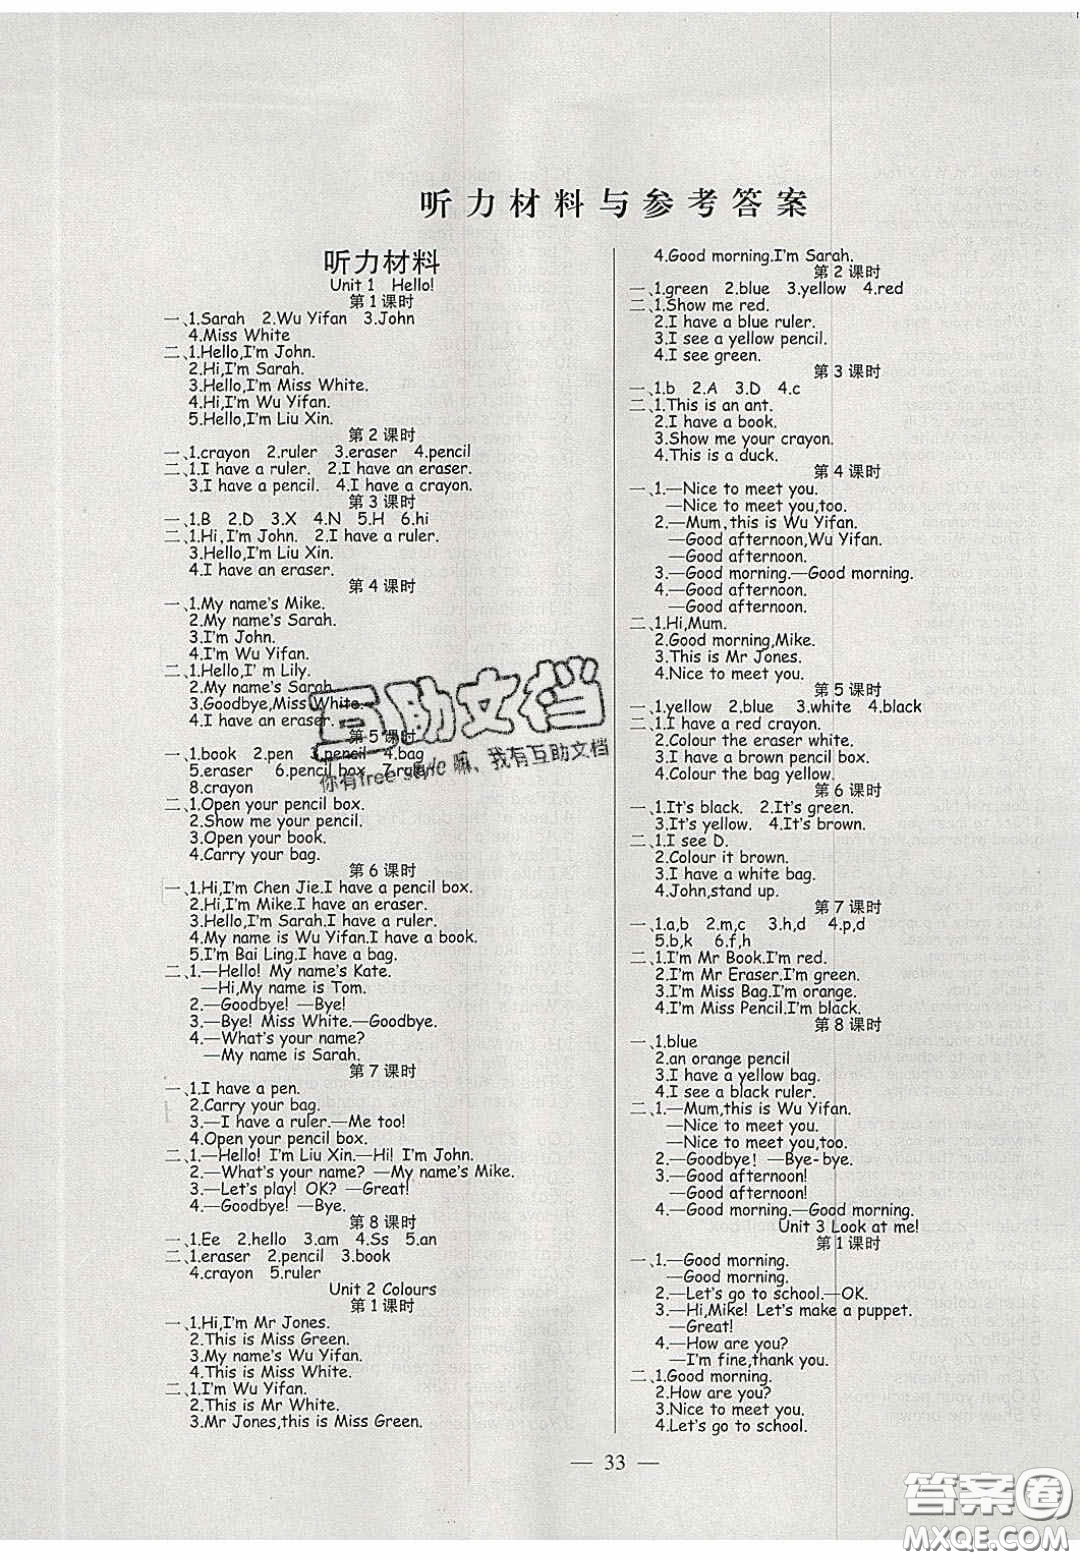 听力材料与参考答案
听力材料
Unit 1 Hello!
第1课时
一、1.Sarah 2.Wu Yifan 3.John
4.Miss White
二、1.Hello,I'm John.
2.Hi,I'm Sarah.
3.Hello,I'm Miss White.
4.Hi,I'm Wu Yifan.
5.Hello,I'm Liu Xin.
第2课时
一、1.crayon 2.ruler 3.eraser 4.pencil
二、1.I have a ruler. 2.I have an eraser.
3.I have a pencil. 4.I have a crayon.
第3课时
一、1.B 2.D 3.X 4.N 5.H 6.hi
二、1.Hi,I'm John. 2.I have a ruler.
3.Hello,I'm Liu Xin.
4.I have an eraser.
第4课时
一、1.My name's Mike.
2.My name's Sarah.
3.I'm John.
4.I'm Wu Yifan.
二、1.Hello,I' m Lily.
2.My name's Sarah.
3.Goodbye,Miss White.
4.I have an eraser.
第5课时
一、1.book 2.pen 3.pencil 4.bag
5.eraser 6.pencil box 7.ruler
8.crayon
二、1.Open your pencil box.
2.Show me your pencil.
3.Open your book.
4.Carry your bag.
第6课时
一、1.Hi,I'm Chen Jie.I have a pencil box.
2.Hi,I'm Mike.I have an eraser.
3.Hello,I'm Sarah.I have a ruler.
4.My name is Wu Yifan.I have a book.
5.I'm Bai Ling.I have a bag.
二、1.—Hello! My name's Kate.
—Hi,My name is Tom.
2.—Goodbye! —Bye!
3.—Bye! Miss White.—Goodbye.
4.—What's your name?
—My name is Sarah.
第7课时
一、1.I have a pen.
2.Carry your bag.
3.—I have a ruler.—Me too!
4.Open your pencil box.
二、1.—Hello! I'm Liu Xin.—Hi! I'm John.
2.—What's your name? —My name's Mike.
3.—Let's play! OK? —Great!
4.—Goodbye! —Bye.
第8课时
一、1.Ee 2.hello 3.am 4.Ss 5.an
二、1.eraser 2.pencil 3.book
4.crayon 5.ruler
Unit 2 Colours
第1课时
一、1.Hi,I'm Mr Jones.
2.This is Miss Green.
3.My name's Wu Yifan.
4.This is Miss White.
二、1.I'm Wu Yifan.
2.This is Mr White.
3.Mr Jones,this is Miss Green.
4.Good morning.I'm Sarah.
第2课时
一、1.green 2.blue 3.yellow 4.red
二、1.Show me red.
2.I have a blue ruler.
3.I see a yellow pencil.
4.I see green.
第3课时
一、1.b 2.A 3.D 4.c
二、1.This is an ant.
2.I have a book.
3.Show me your crayon.
4.This is a duck.
第4课时
一、1.—Nice to meet you.
—Nice to meet you,too.
2.—Mum,this is Wu Yifan.
—Good afternoon,Wu Yifan.
—Good afternoon.
3.—Good morning.—Good morning.
4.—Good afternoon.
—Good afternoon.
二、1.Hi,Mum.
2.Good morning,Mike.
3.This is Mr Jones.
4.Nice to meet you.
第5课时
一、1.yellow 2.blue 3.white 4.black
二、1.I have a red crayon.
2.Colour the eraser white.
3.I have a brown pencil box.
4.Colour the bag yellow.
第6课时
一、1.It's black. 2.It's green.
3.It's yellow. 4.It's brown.
二、1.I see D.
2.Colour it brown.
3.I have a white bag.
4.John,stand up.
第7课时
一、1.a,b 2.m,c 3.h,d 4.p,d
5.b,k 6.f,h
二、1.I'm Mr Book.I'm red.
2.I'm Mr Eraser.I'm green.
3.I'm Miss Bag.I'm orange.
4.I'm Miss Pencil.I'm black.
第8课时
一、1.blue
2.an orange pencil
3.I have a yellow bag.
4.I see a black ruler.
二、1.—Mum,this is Wu Yifan.
—Nice to meet you.
—Nice to meet you,too.
2.—Goodbye! —Bye-bye.
3.—Good afternoon!
—Good afternoon!
4.—Good morning.—Good morning.
Unit 3 Look at me!
第1课时
一、1.—Good morning.
—Good morning.
2.—Let's go to school.—OK.
3.—Hi,Mike! Let's make a puppet.
—Great!
4.—How are you?
—I'm fine,thank you.
二、1.Good morning.
2.How are you?
3.Nice to meet you.
4.Let's go to school.
— 33 —
互助文档
你有free style嘛、我有互助文档
答案圈
MXQE.COM